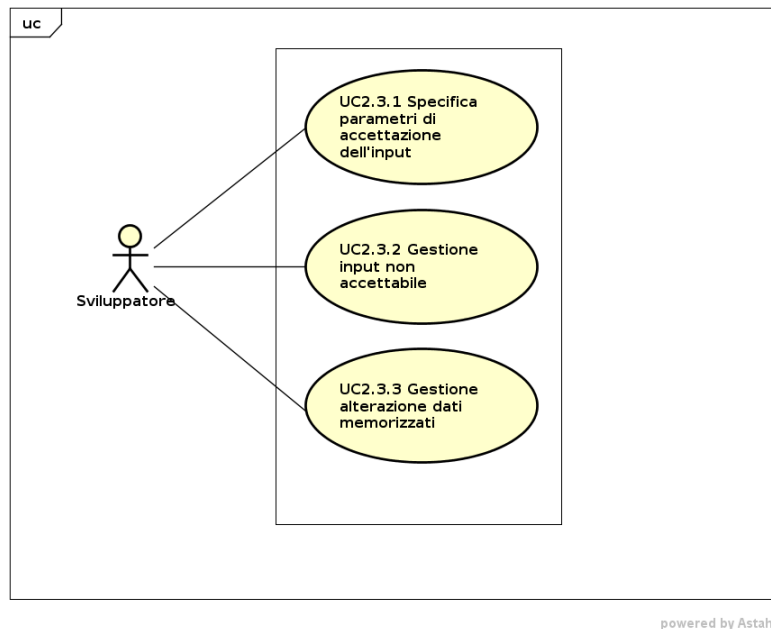 uc
UC2.3.1 Specifica
parametri di
accettazione
dell'input
UC2.3.2 Gestione
input non
accettabile
Sviluppatore
UC2.3.3 Gestione
alterazione dati
memorizzati
powered by Astah